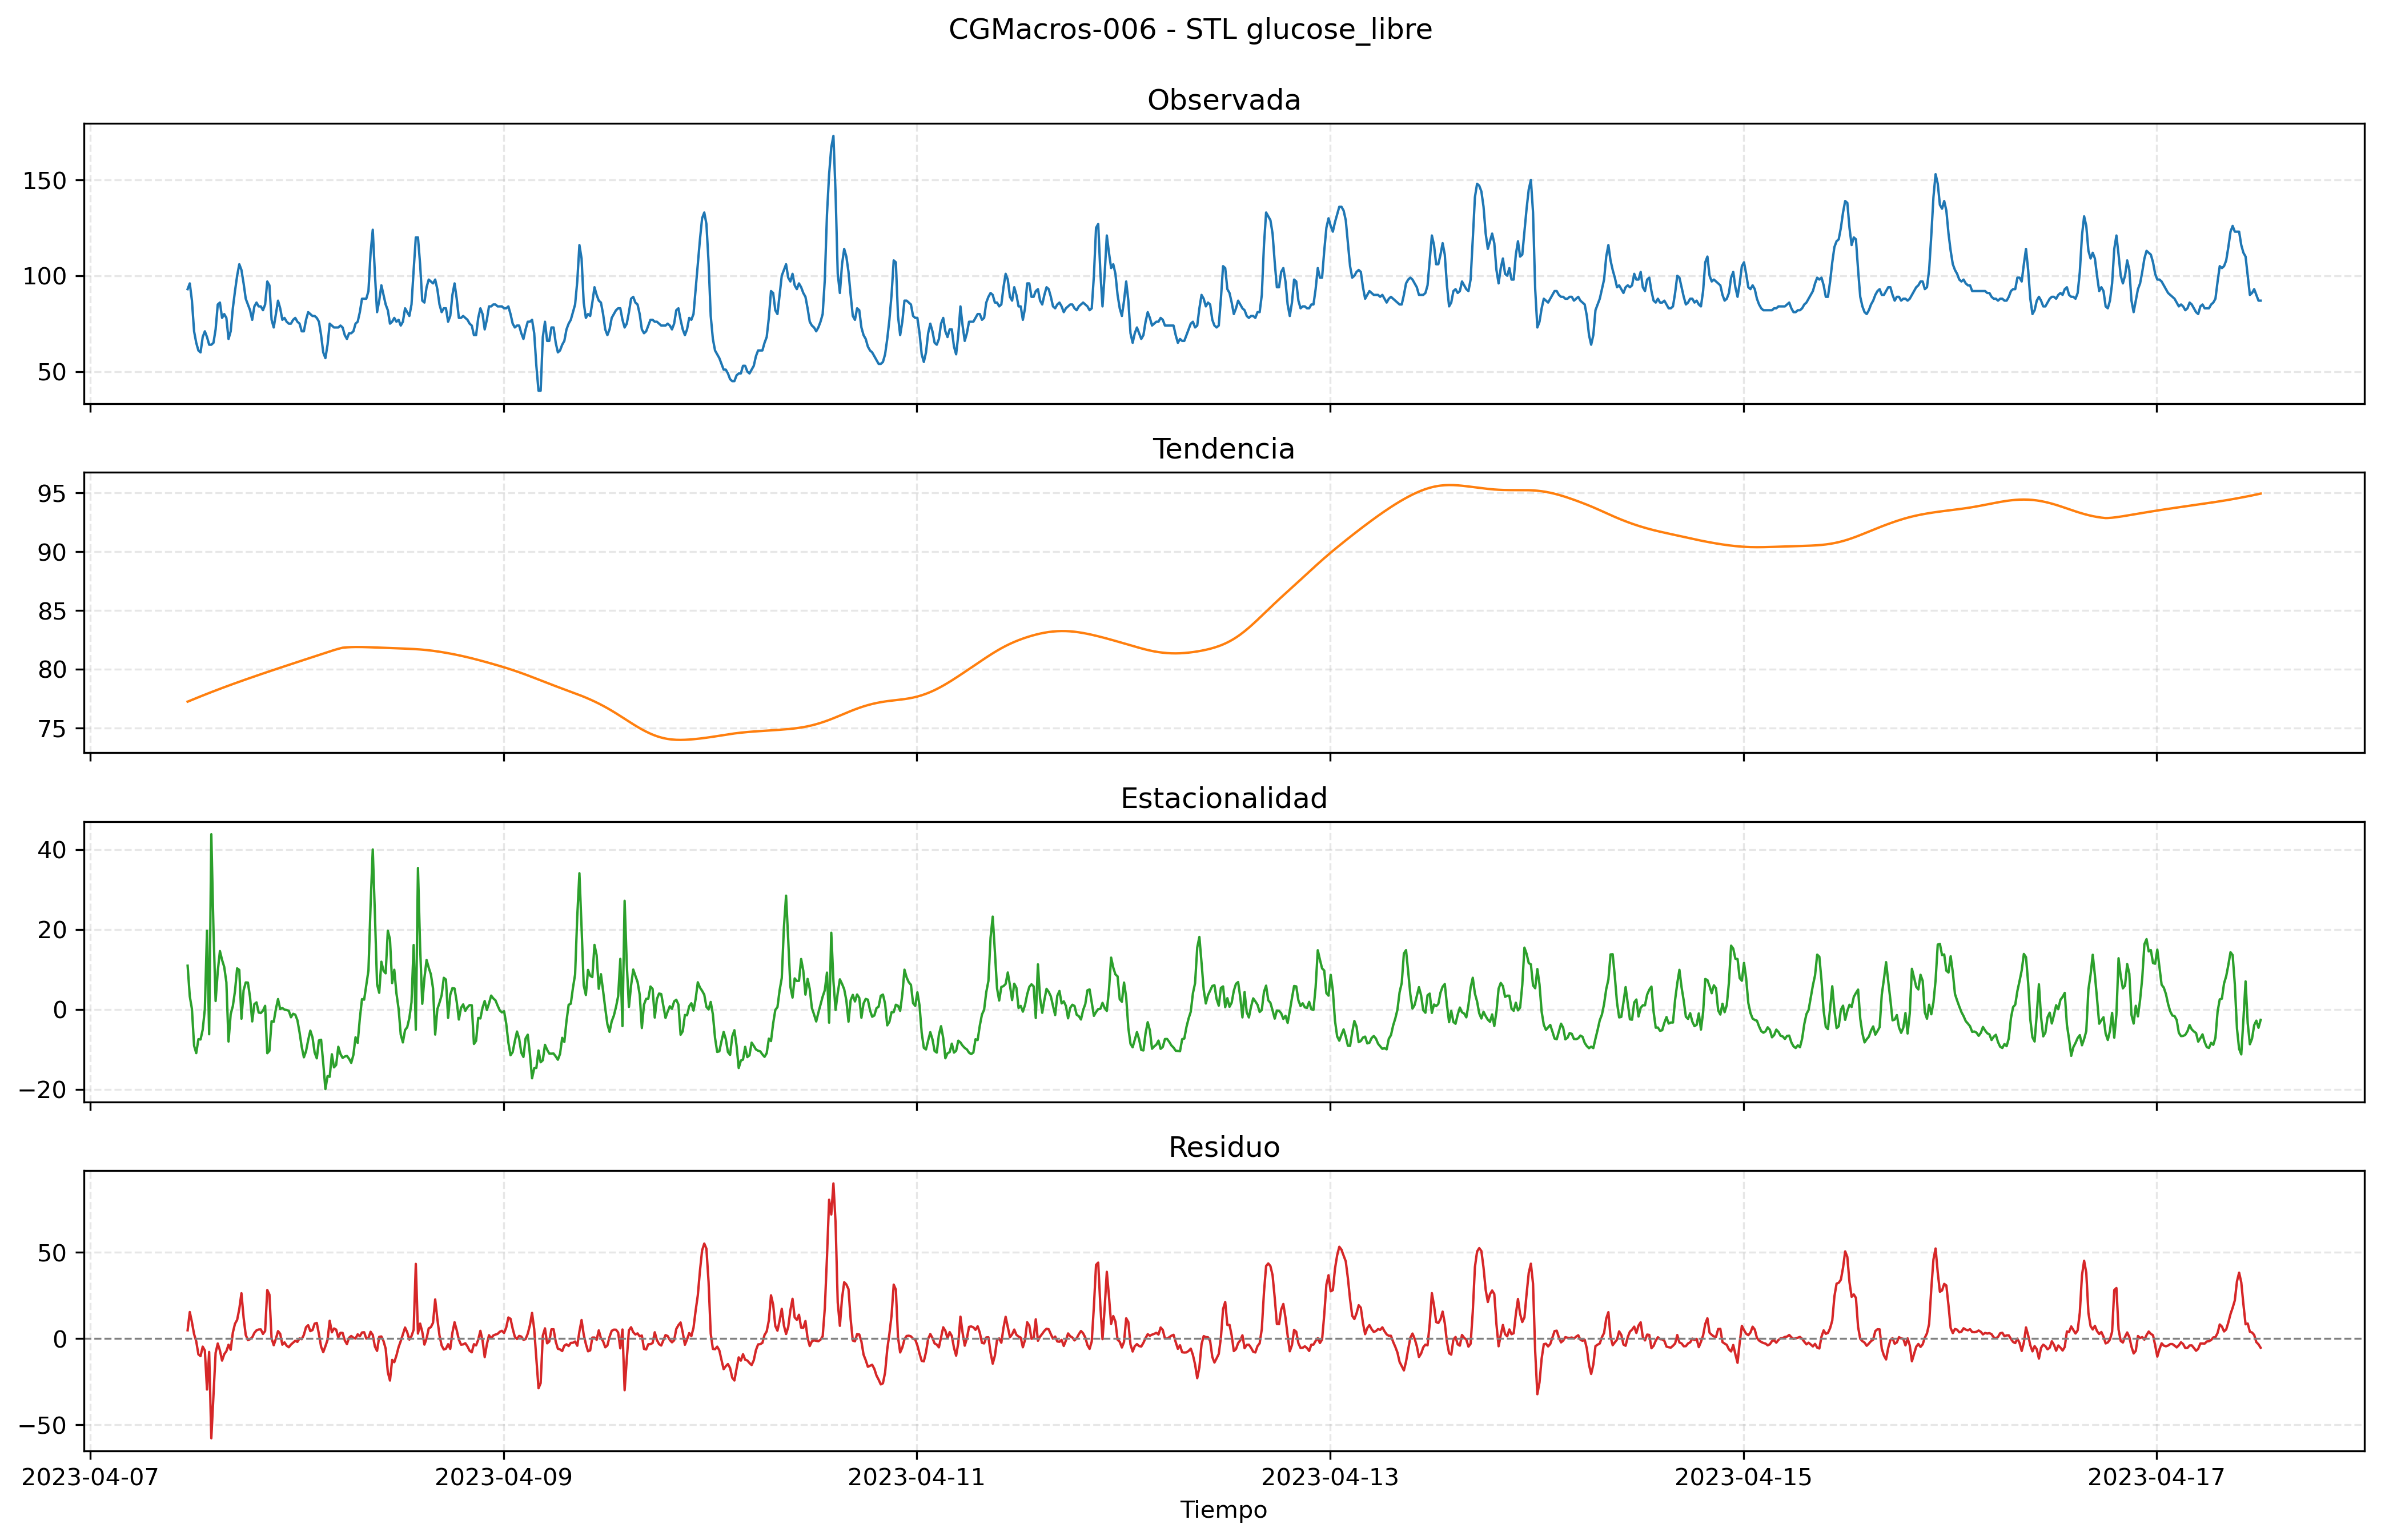 CGMacros-006 - STL glucose_libre
Observada
150
100
50
Tendencia
95
90
85
80
75
Estacionalidad
40
20
0
−20
Residuo
50
0
−50
2023-04-07 2023-04-09 2023-04-11 2023-04-13 2023-04-15 2023-04-17
Tiempo